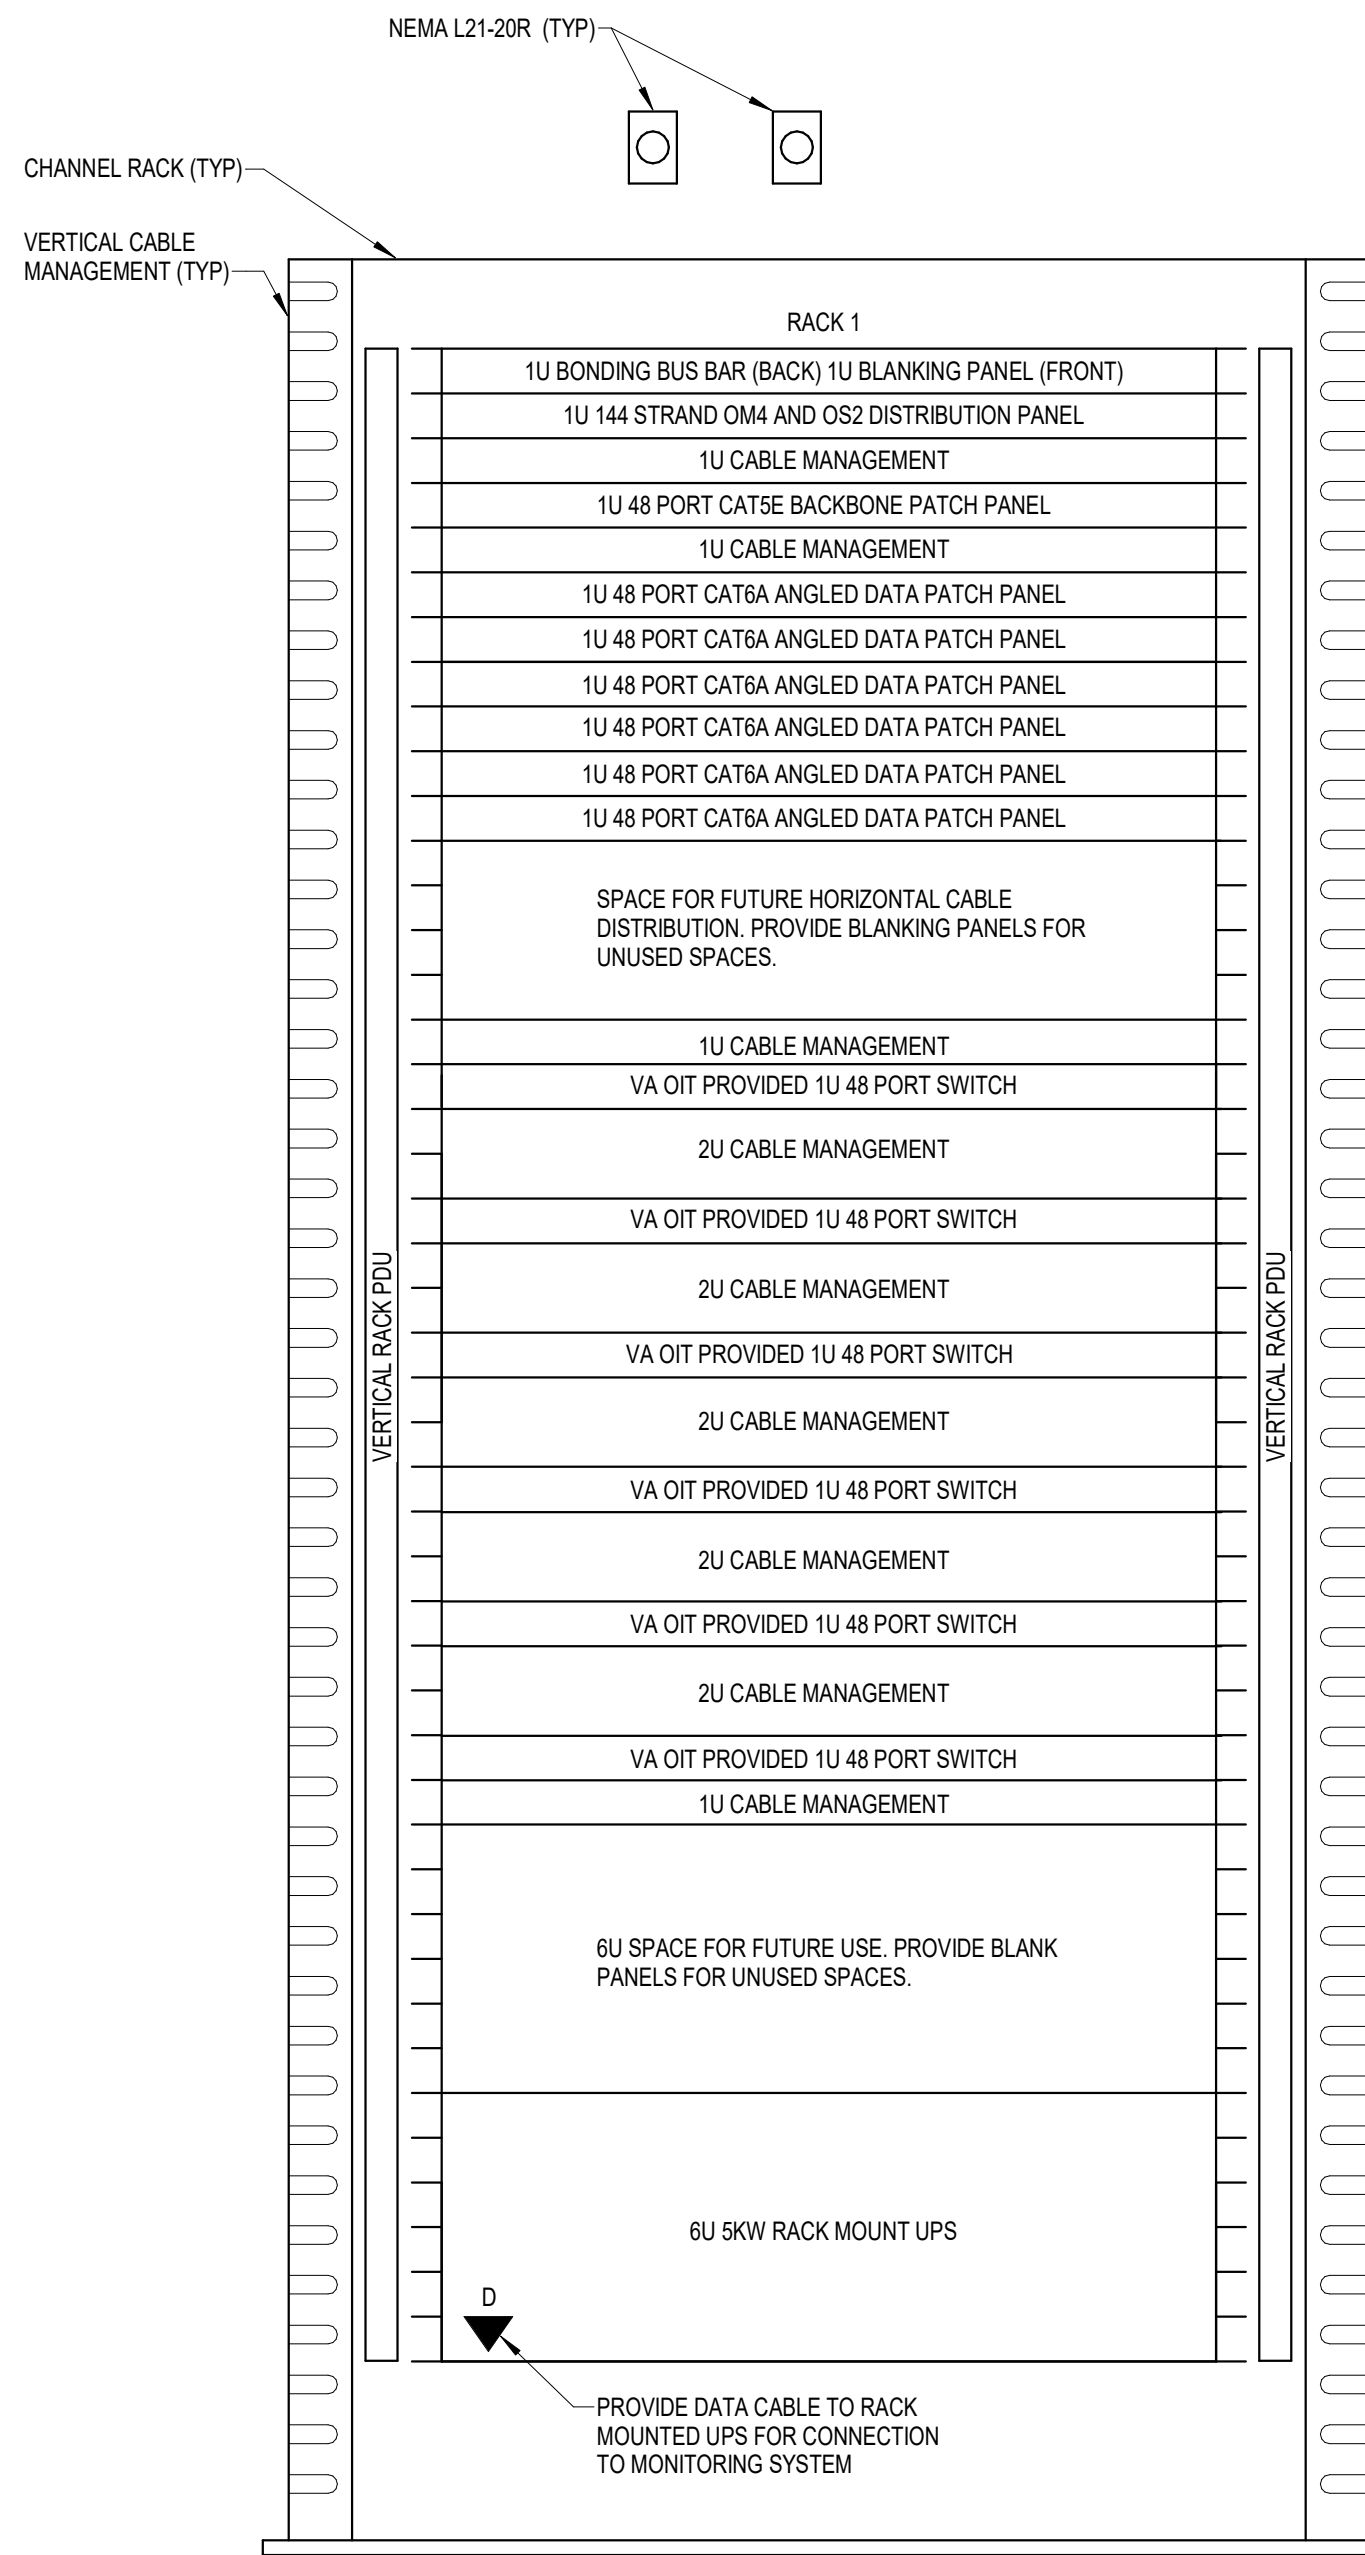 NEMA L21-20R (TYP)
CHANNEL RACK (TYP)
VERTICAL CABLE
MANAGEMENT (TYP)
RACK 1
1U BONDING BUS BAR (BACK) 1U BLANKING PANEL (FRONT)
1U 144 STRAND OM4 AND OS2 DISTRIBUTION PANEL
1U CABLE MANAGEMENT
1U 48 PORT CAT5E BACKBONE PATCH PANEL
1U CABLE MANAGEMENT
1U 48 PORT CAT6A ANGLED DATA PATCH PANEL
1U 48 PORT CAT6A ANGLED DATA PATCH PANEL
1U 48 PORT CAT6A ANGLED DATA PATCH PANEL
1U 48 PORT CAT6A ANGLED DATA PATCH PANEL
1U 48 PORT CAT6A ANGLED DATA PATCH PANEL
1U 48 PORT CAT6A ANGLED DATA PATCH PANEL
SPACE FOR FUTURE HORIZONTAL CABLE
DISTRIBUTION. PROVIDE BLANKING PANELS FOR
UNUSED SPACES.
1U CABLE MANAGEMENT
VA OIT PROVIDED 1U 48 PORT SWITCH
2U CABLE MANAGEMENT
VA OIT PROVIDED 1U 48 PORT SWITCH
2U CABLE MANAGEMENT
VA OIT PROVIDED 1U 48 PORT SWITCH
2U CABLE MANAGEMENT
VA OIT PROVIDED 1U 48 PORT SWITCH
2U CABLE MANAGEMENT
VA OIT PROVIDED 1U 48 PORT SWITCH
2U CABLE MANAGEMENT
VA OIT PROVIDED 1U 48 PORT SWITCH
1U CABLE MANAGEMENT
VERTICAL RACK PDU
VERTICAL RACK PDU
6U SPACE FOR FUTURE USE. PROVIDE BLANK
PANELS FOR UNUSED SPACES.
6U 5KW RACK MOUNT UPS
D
PROVIDE DATA CABLE TO RACK
MOUNTED UPS FOR CONNECTION
TO MONITORING SYSTEM